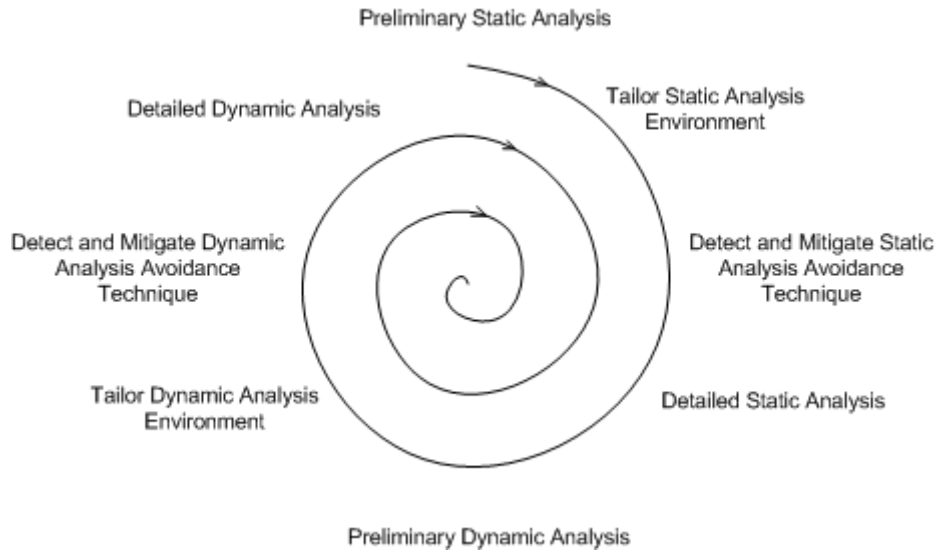 Preliminary Static Analysis
Tailor Static Analysis
Environment
Detect and Mitigate Static
Analysis Avoidance
Technique
Detailed Static Analysis
Preliminary Dynamic Analysis
Tailor Dynamic Analysis
Environment
Detect and Mitigate Dynamic
Analysis Avoidance
Technique
Detailed Dynamic Analysis